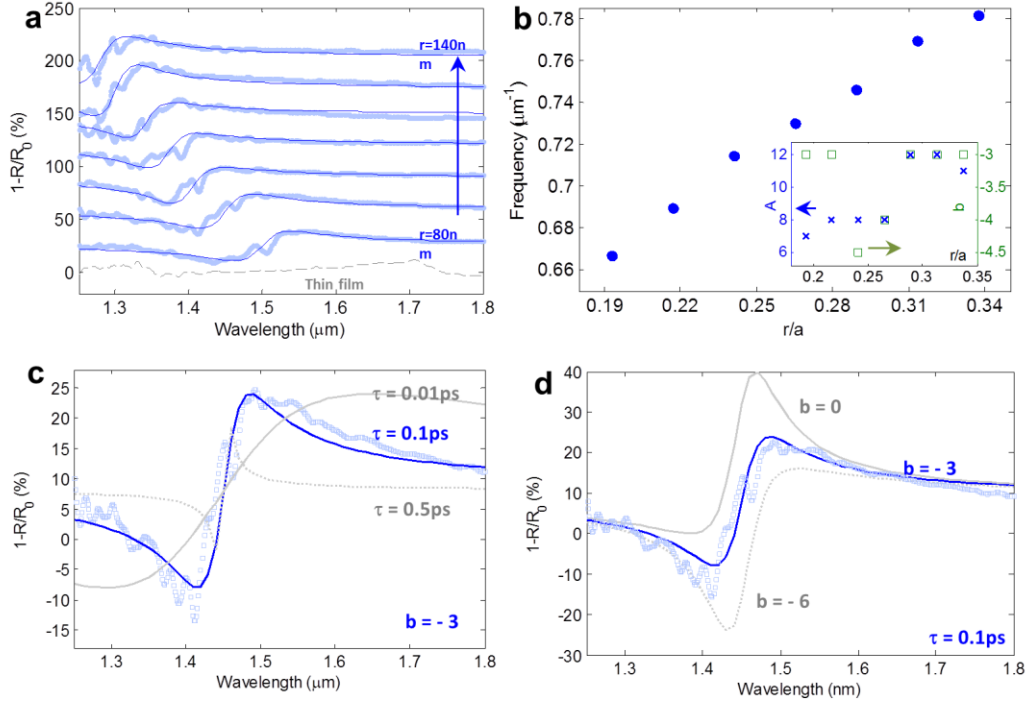 a
250
200
150
100
50
0
1-R/R0 (%)
r=140n
m
r=80n
m
Thin film
1.3 1.4 1.5 1.6 1.7 1.8
Wavelength (μm)
b
0.78
0.76
0.74
0.72
0.7
0.68
0.66
Frequency (μm-1)
0.19 0.22 0.25 0.28 0.31 0.34
r/a
12
10
8
6
A
-3
-3.5
-4
-4.5
b
0.2 0.25 0.3 0.35
r/a
c
25
20
15
10
5
0
-5
-10
-15
1-R/R0 (%)
τ = 0.01ps
τ = 0.1ps
τ = 0.5ps
b = - 3
1.3 1.4 1.5 1.6 1.7 1.8
Wavelength (μm)
d
40
30
20
10
0
-10
-20
-30
1-R/R0 (%)
b = 0
b = - 3
b = - 6
τ = 0.1ps
1.3 1.4 1.5 1.6 1.7 1.8
Wavelength (nm)